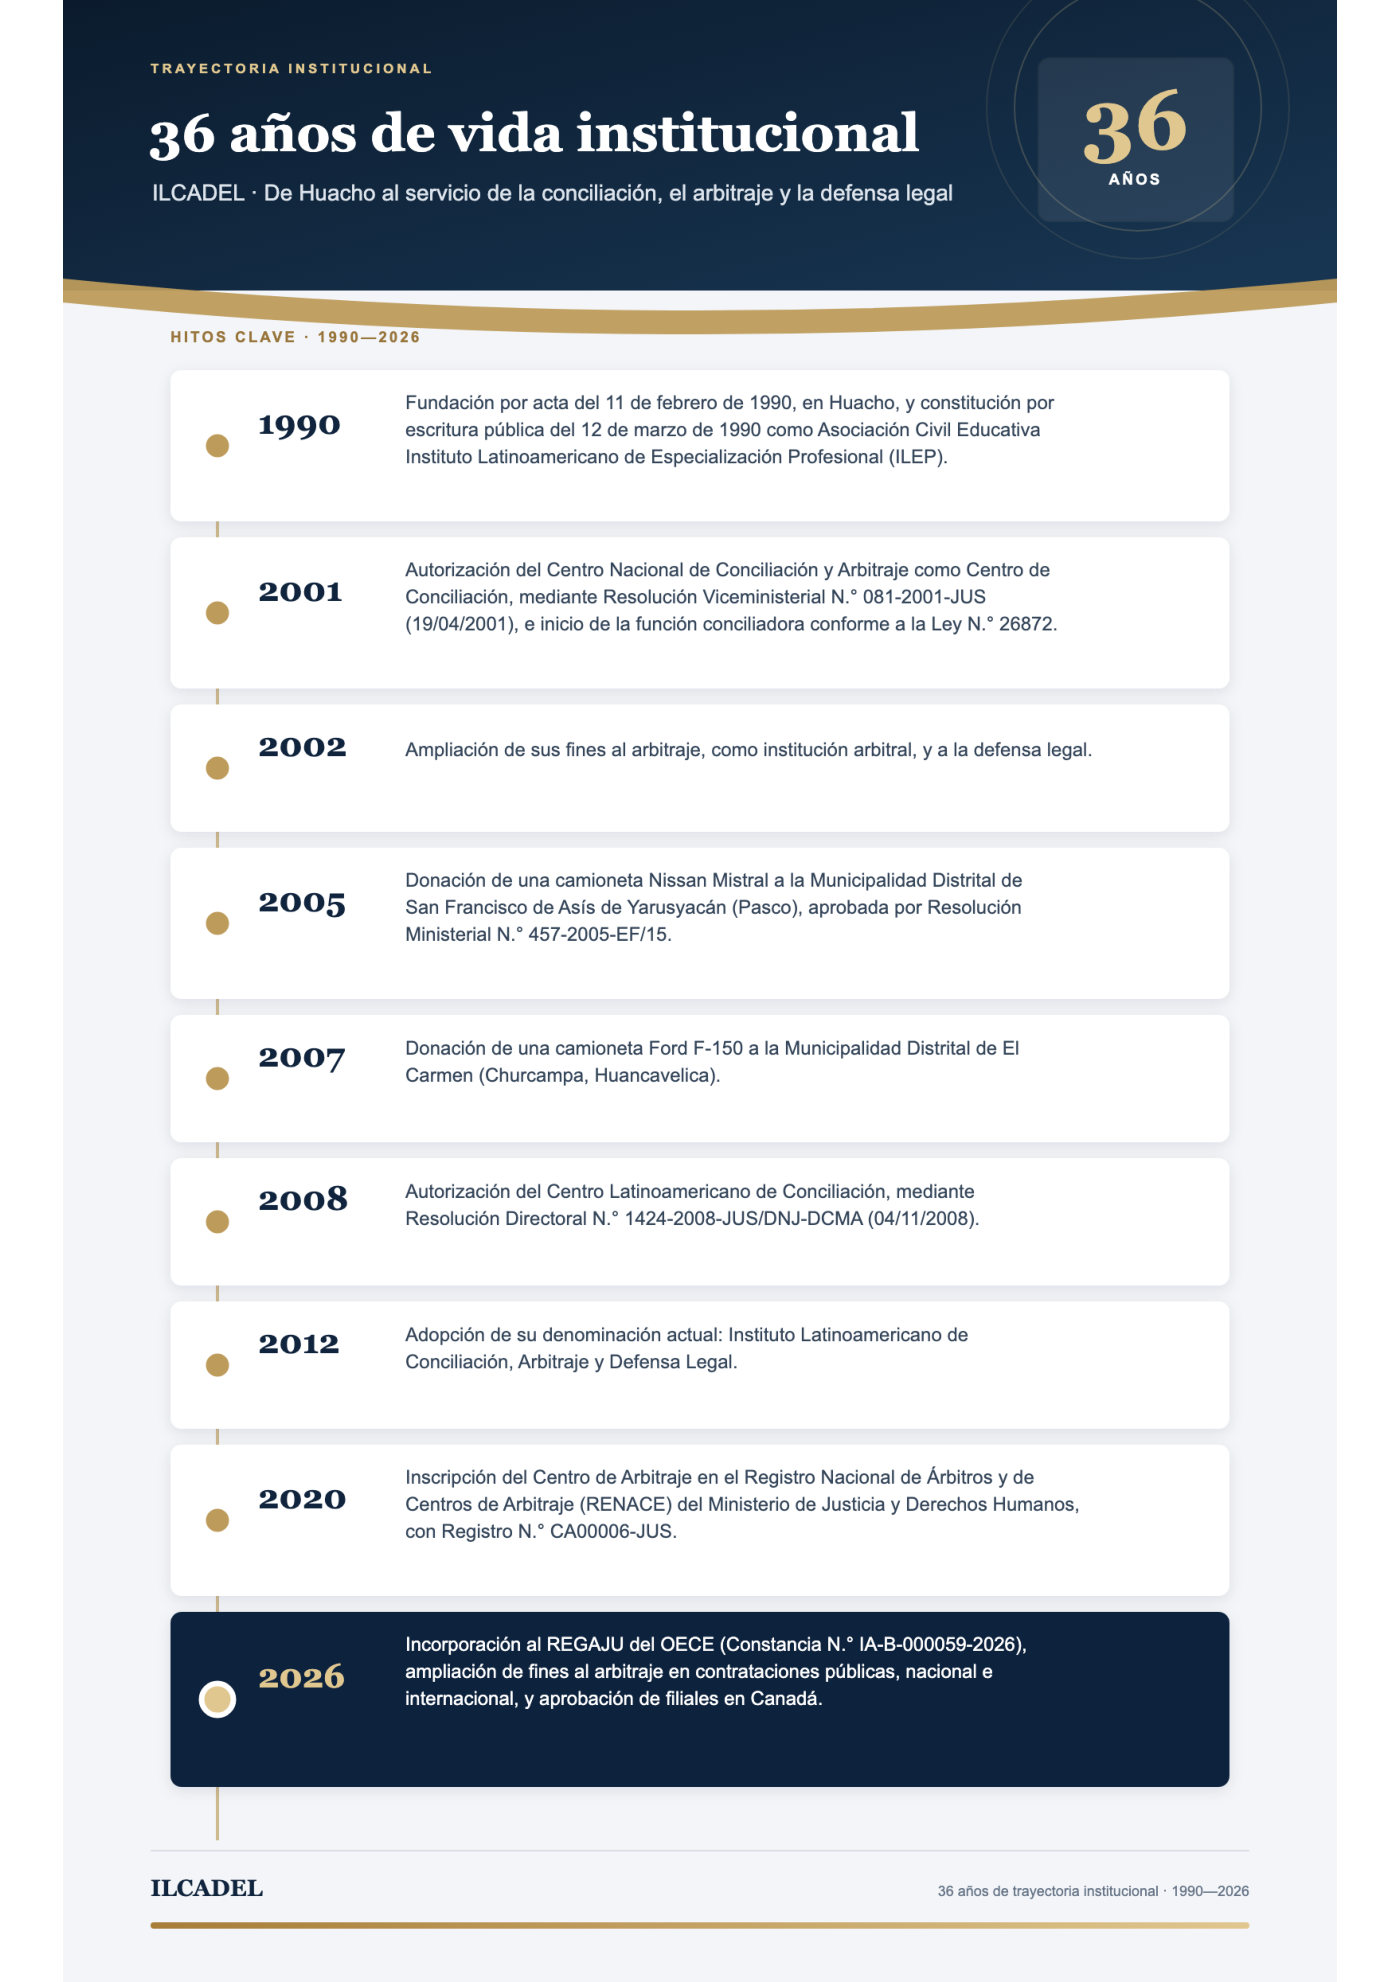 TRAYECTORIA INSTITUCIONAL
36 años de vida institucional
ILCADEL · De Huacho al servicio de la conciliación, el arbitraje y la defensa legal
36
AÑOS
HITOS CLAVE · 1990—2026
1990
Fundación por acta del 11 de febrero de 1990, en Huacho, y constitución por
escritura pública del 12 de marzo de 1990 como Asociación Civil Educativa
Instituto Latinoamericano de Especialización Profesional (ILEP).
2001
Autorización del Centro Nacional de Conciliación y Arbitraje como Centro de
Conciliación, mediante Resolución Viceministerial N.° 081-2001-JUS
(19/04/2001), e inicio de la función conciliadora conforme a la Ley N.° 26872.
2002
Ampliación de sus fines al arbitraje, como institución arbitral, y a la defensa legal.
2005
Donación de una camioneta Nissan Mistral a la Municipalidad Distrital de
San Francisco de Asís de Yarusyacán (Pasco), aprobada por Resolución
Ministerial N.° 457-2005-EF/15.
2007
Donación de una camioneta Ford F-150 a la Municipalidad Distrital de El
Carmen (Churcampa, Huancavelica).
2008
Autorización del Centro Latinoamericano de Conciliación, mediante
Resolución Directoral N.° 1424-2008-JUS/DNJ-DCMA (04/11/2008).
2012
Adopción de su denominación actual: Instituto Latinoamericano de
Conciliación, Arbitraje y Defensa Legal.
2020
Inscripción del Centro de Arbitraje en el Registro Nacional de Árbitros y de
Centros de Arbitraje (RENACE) del Ministerio de Justicia y Derechos Humanos,
con Registro N.° CA00006-JUS.
2026
Incorporación al REGAJU del OECE (Constancia N.° IA-B-000059-2026),
ampliación de fines al arbitraje en contrataciones públicas, nacional e
internacional, y aprobación de filiales en Canadá.
ILCADEL
36 años de trayectoria institucional · 1990—2026